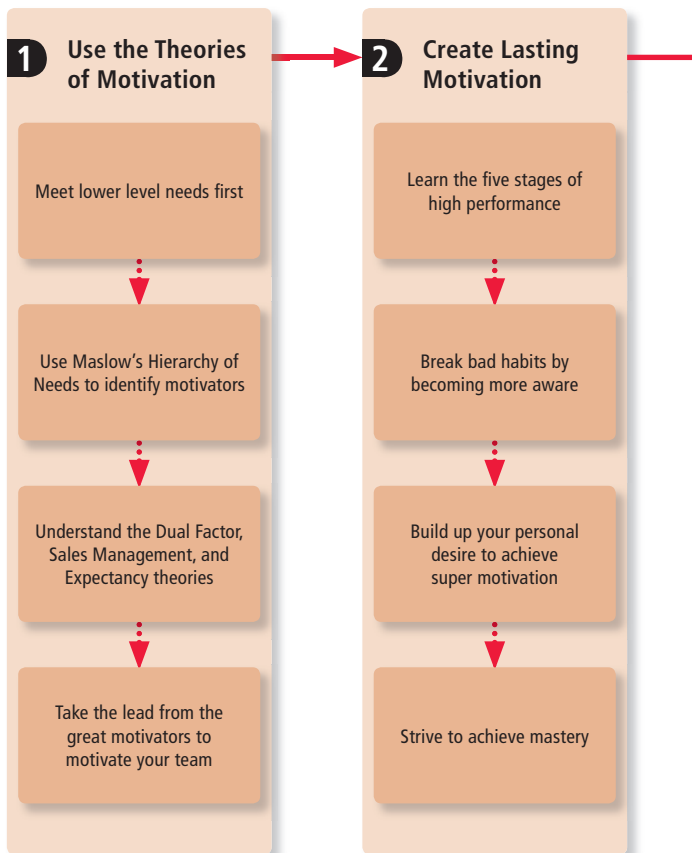 1
Use the Theories
of Motivation
Meet lower level needs first
Use Maslow's Hierarchy of
Needs to identify motivators
Understand the Dual Factor,
Sales Management, and
Expectancy theories
Take the lead from the
great motivators to
motivate your team
2
Create Lasting
Motivation
Learn the five stages of
high performance
Break bad habits by
becoming more aware
Build up your personal
desire to achieve
super motivation
Strive to achieve mastery